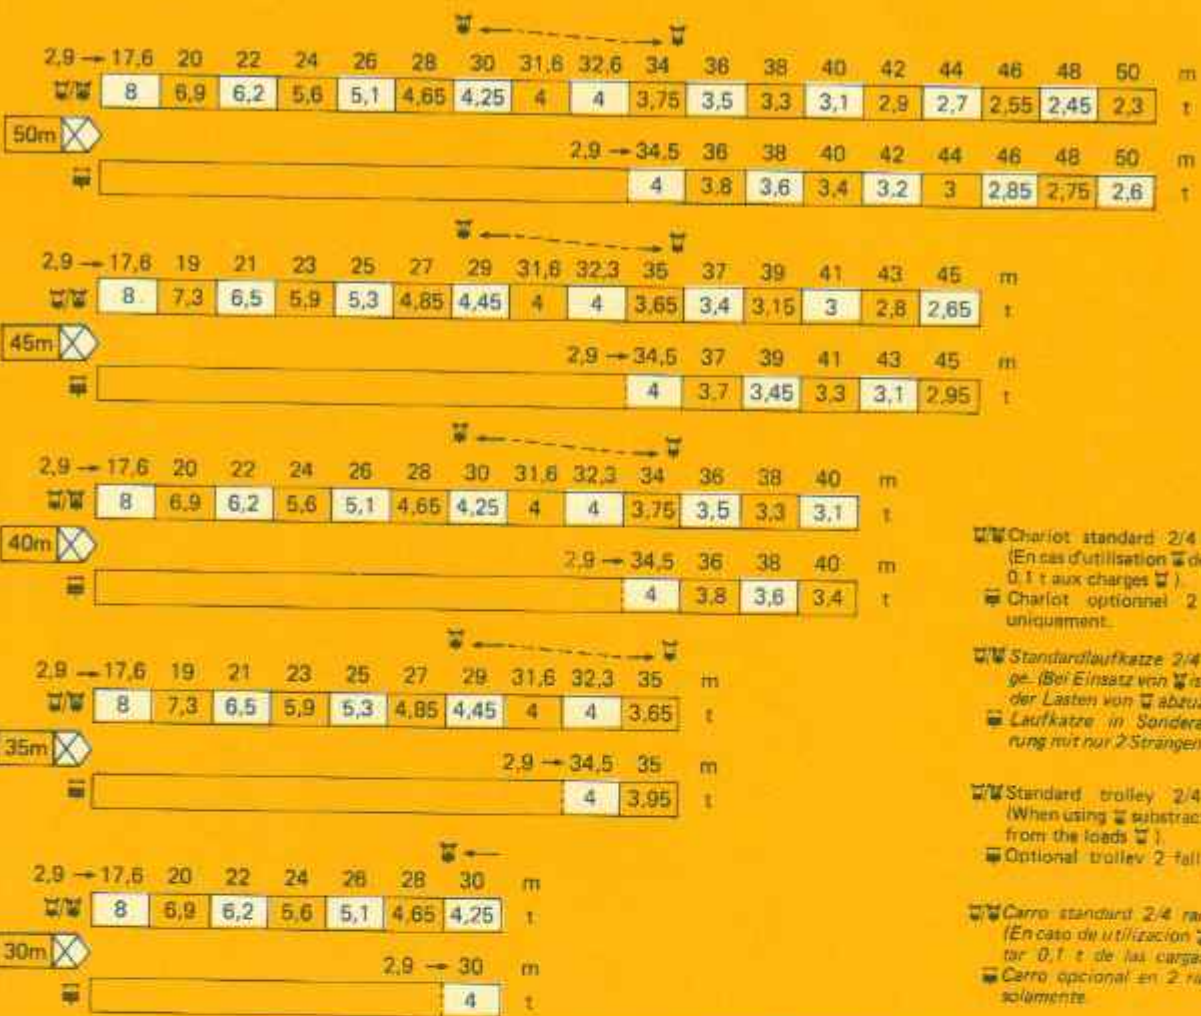 2,9 → 17,6 20 22 24 26 28 30 31,6 32,6 34 36 38 40 42 44 46 48 50 m
8 6,9 6,2 5,6 5,1 4,65 4,25 4 4 3,75 3,5 3,3 3,1 2,9 2,7 2,55 2,45 2,3 t
50m
2,9 → 34,5 36 38 40 42 44 46 48 50 m
4 3,8 3,6 3,4 3,2 3 2,85 2,75 2,6 t
2,9 → 17,6 19 21 23 25 27 29 31,6 32,3 35 37 39 41 43 45 m
8 7,3 6,5 5,9 5,3 4,85 4,45 4 4 3,65 3,4 3,15 3 2,8 2,65 t
45m
2,9 → 34,5 37 39 41 43 45 m
4 3,7 3,45 3,3 3,1 2,95 t
2,9 → 17,6 20 22 24 26 28 30 31,6 32,3 34 36 38 40 m
8 6,9 6,2 5,6 5,1 4,65 4,25 4 4 3,75 3,5 3,3 3,1 t
40m
2,9 → 34,5 36 38 40 m
4 3,8 3,6 3,4 t
2,9 → 17,6 19 21 23 25 27 29 31,6 32,3 35 m
8 7,3 6,5 5,9 5,3 4,85 4,45 4 4 3,65 t
35m
2,9 → 34,5 35 m
4 3,95 t
2,9 → 17,6 20 22 24 26 28 30 m
8 6,9 6,2 5,6 5,1 4,65 4,25 t
30m
2,9 → 30 m
4 t
Chariot standard 2/4
(En cas d'utilisation de
0,1 t aux charges ).
Chariot optionnel 2
uniquement.
Standardlaufkatze 2/4
ge. (Bei Einsatz von is
der Lasten von abzu
Laufkatze in Sondera
rung mit nur 2 Strangen
Standard trolley 2/4
(When using substrac
from the loads ).
Optional trolley 2 fall
Carro standard 2/4 ra
(En caso de utilizacion
tar 0,1 t de las cargas
Carro opcional en 2 ra
solamente.